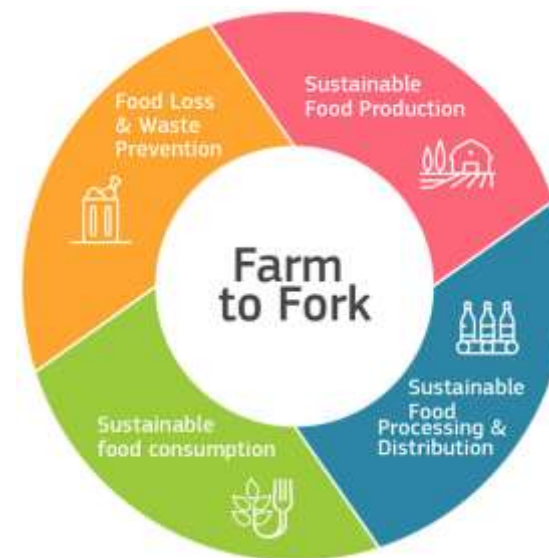 Food Loss
& Waste
Prevention
Sustainable
Food Production
Farm
to Fork
Sustainable
Food
Processing &
Distribution
Sustainable
food consumption